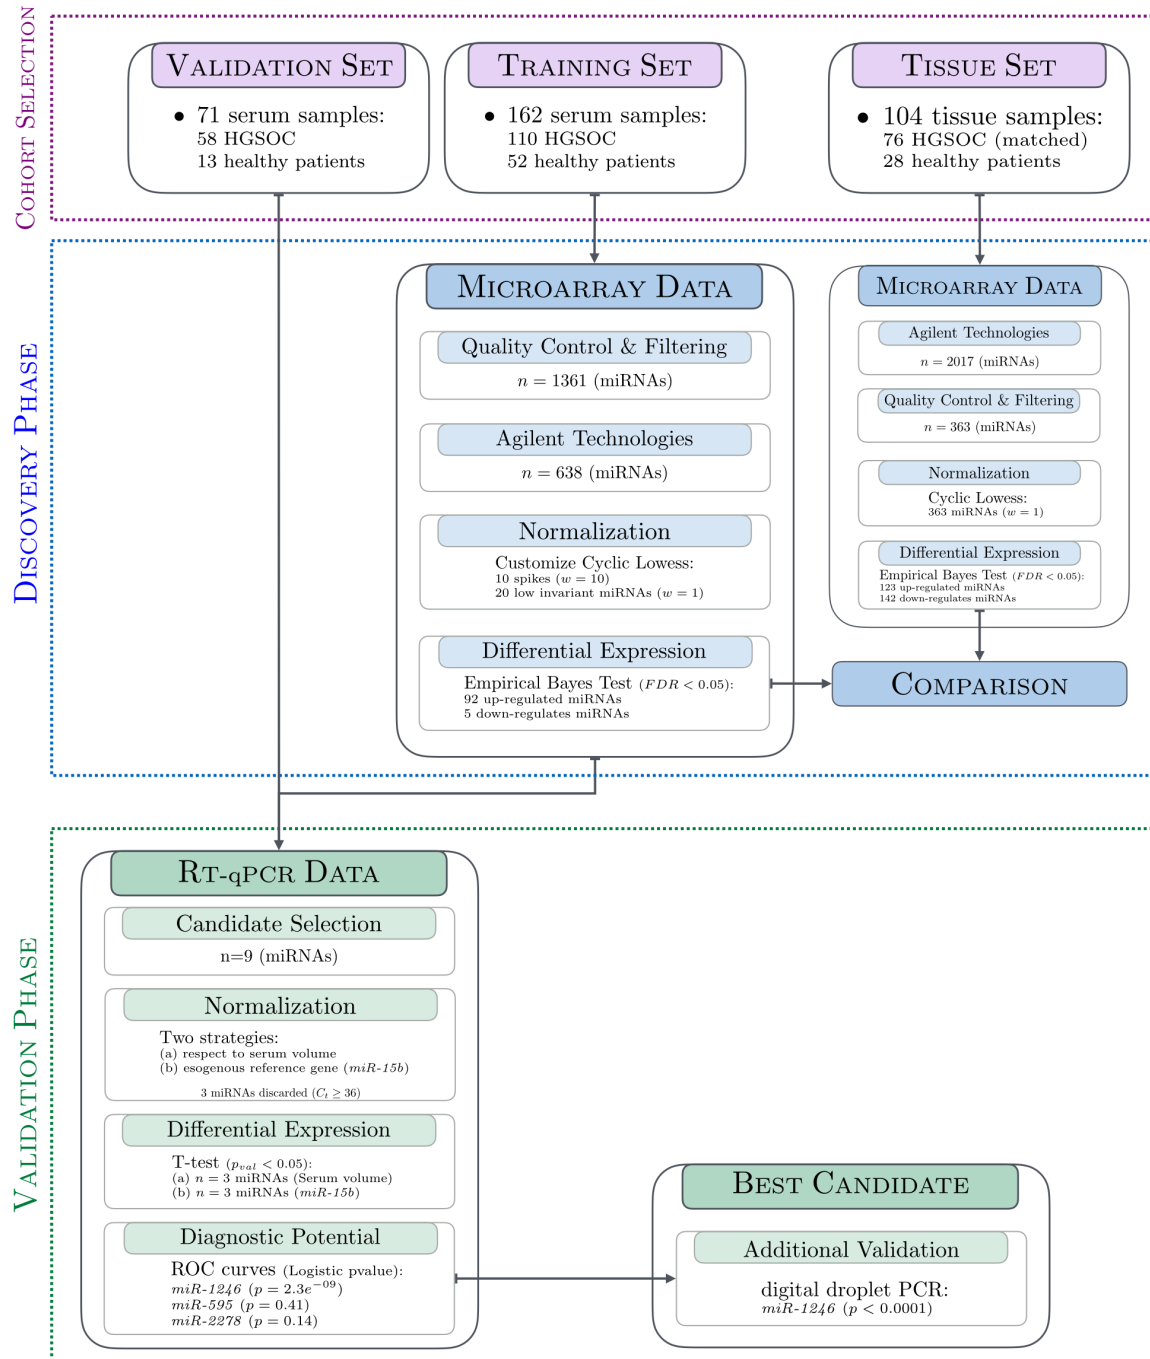 COHORT SELECTION
VALIDATION SET
• 71 serum samples:
58 HGSOC
13 healthy patients
TRAINING SET
• 162 serum samples:
110 HGSOC
52 healthy patients
TISSUE SET
• 104 tissue samples:
76 HGSOC (matched)
28 healthy patients
DISCOVERY PHASE
MICROARRAY DATA
Quality Control & Filtering
n = 1361 (miRNAs)
Agilent Technologies
n = 638 (miRNAs)
Normalization
Customize Cyclic Lowess:
10 spikes (w = 10)
20 low invariant miRNAs (w = 1)
Differential Expression
Empirical Bayes Test (FDR < 0.05):
92 up-regulated miRNAs
5 down-regulates miRNAs
MICROARRAY DATA
Agilent Technologies
n = 2017 (miRNAs)
Quality Control & Filtering
n = 363 (miRNAs)
Normalization
Cyclic Lowess:
363 miRNAs (w = 1)
Differential Expression
Empirical Bayes Test (FDR < 0.05):
123 up-regulated miRNAs
142 down-regulates miRNAs
COMPARISON
VALIDATION PHASE
RT-qPCR DATA
Candidate Selection
n=9 (miRNAs)
Normalization
Two strategies:
(a) respect to serum volume
(b) esogenous reference gene (miR-15b)
3 miRNAs discarded (Ct ≥ 36)
Differential Expression
T-test (pval < 0.05):
(a) n = 3 miRNAs (Serum volume)
(b) n = 3 miRNAs (miR-15b)
Diagnostic Potential
ROC curves (Logistic pvalue):
miR-1246 (p = 2.3e⁻⁰⁹)
miR-595 (p = 0.41)
miR-2278 (p = 0.14)
BEST CANDIDATE
Additional Validation
digital droplet PCR:
miR-1246 (p < 0.0001)